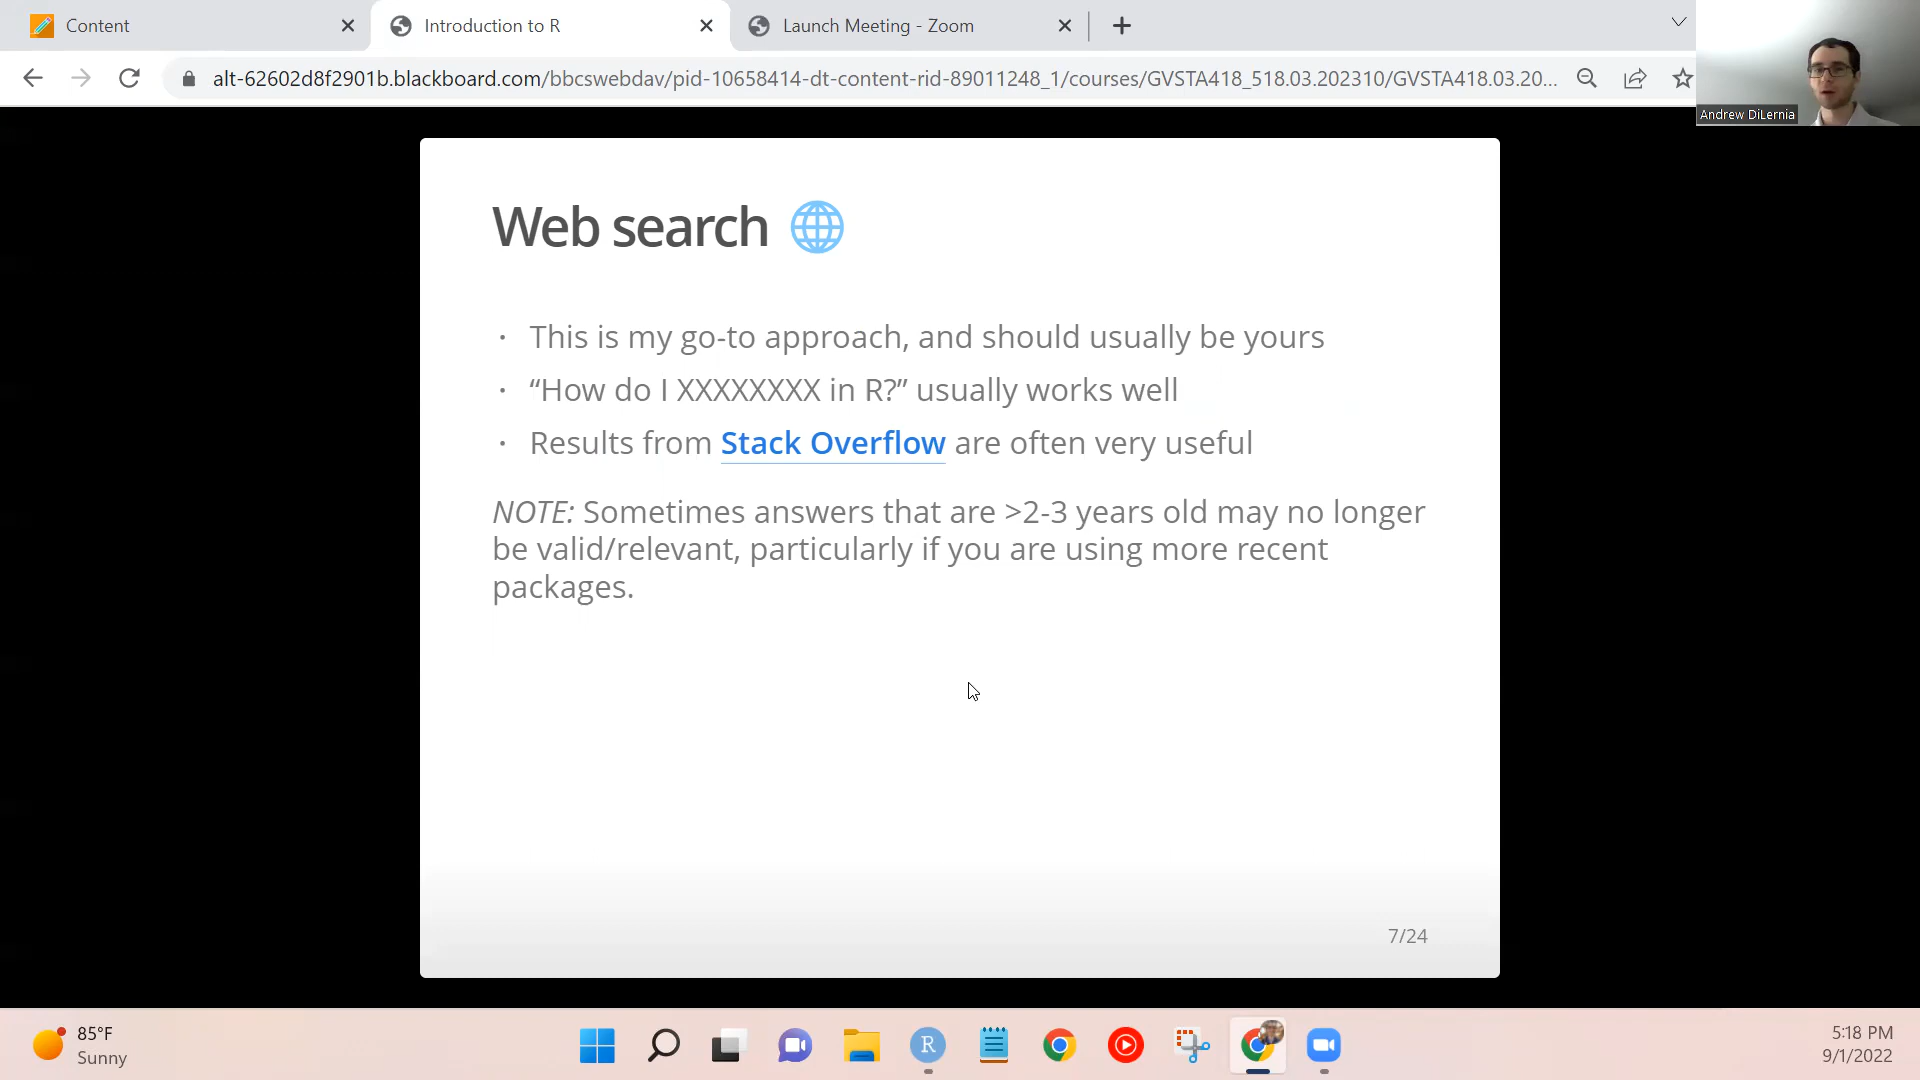 Content
Introduction to R
Launch Meeting - Zoom
alt-62602d8f2901b.blackboard.com/bbcswebdav/pid-10658414-dt-content-rid-89011248_1/courses/GVSTA418_518.03.202310/GVSTA418.03.20...
Andrew DiLernia
Web search
· This is my go-to approach, and should usually be yours
· “How do I XXXXXXXX in R?” usually works well
· Results from Stack Overflow are often very useful
NOTE: Sometimes answers that are >2-3 years old may no longer
be valid/relevant, particularly if you are using more recent
packages.
7/24
85°F
Sunny
R
5:18 PM
9/1/2022